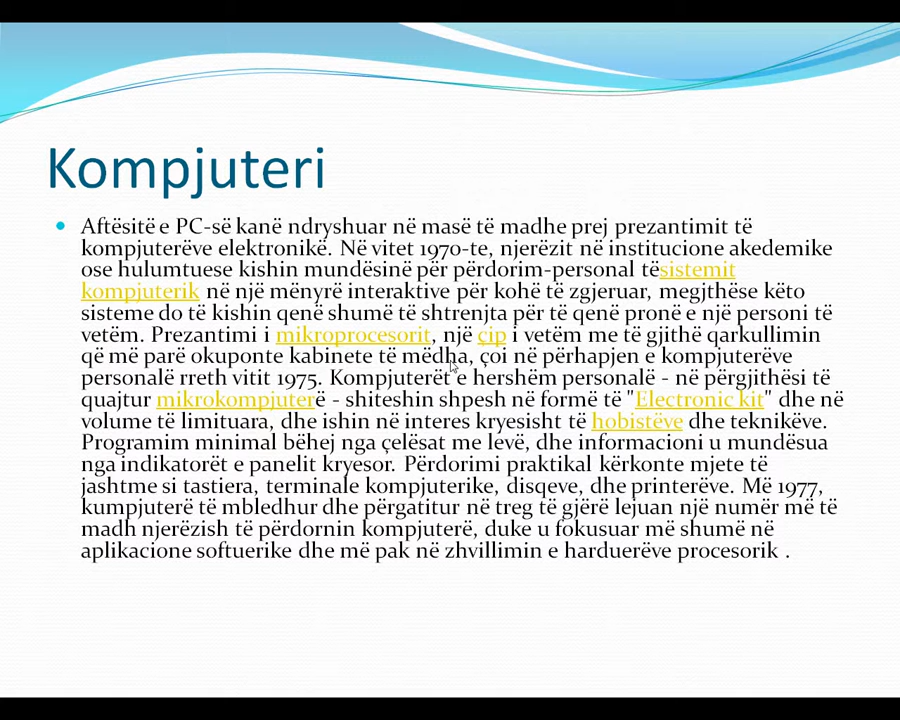 Kompjuteri
Aftësitë e PC-së kanë ndryshuar në masë të madhe prej prezantimit të
kompjuterëve elektronikë. Në vitet 1970-te, njerëzit në institucione akedemike
ose hulumtuese kishin mundësinë për përdorim-personal tësistemit
kompjuterik në një mënyrë interaktive për kohë të zgjeruar, megjthëse këto
sisteme do të kishin qenë shumë të shtrenjta për të qenë pronë e një personi të
vetëm. Prezantimi i mikroprocesorit, një çip i vetëm me të gjithë qarkullimin
që më parë okuponte kabinete të mëdha, çoi në përhapjen e kompjuterëve
personalë rreth vitit 1975. Kompjuterët e hershëm personalë - në përgjithësi të
quajtur mikrokompjuterë - shiteshin shpesh në formë të "Electronic kit" dhe në
volume të limituara, dhe ishin në interes kryesisht të hobistëve dhe teknikëve.
Programim minimal bëhej nga çelësat me levë, dhe informacioni u mundësua
nga indikatorët e panelit kryesor. Përdorimi praktikal kërkonte mjete të
jashtme si tastiera, terminale kompjuterike, disqeve, dhe printerëve. Më 1977,
kumpjuterë të mbledhur dhe përgatitur në treg të gjërë lejuan një numër më të
madh njerëzish të përdornin kompjuterë, duke u fokusuar më shumë në
aplikacione softuerike dhe më pak në zhvillimin e harduerëve procesorik .